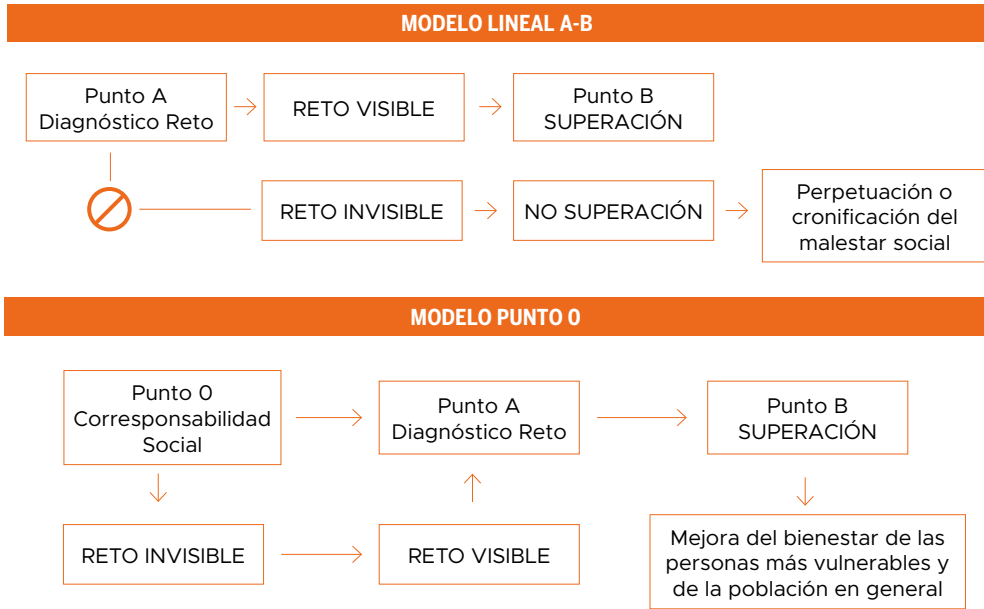 MODELO LINEAL A-B
Punto A
Diagnóstico Reto
RETO VISIBLE
Punto B
SUPERACIÓN
RETO INVISIBLE
NO SUPERACIÓN
Perpetuación o
cronificación del
malestar social
MODELO PUNTO 0
Punto 0
Corresponsabilidad
Social
Punto A
Diagnóstico Reto
Punto B
SUPERACIÓN
RETO INVISIBLE
RETO VISIBLE
Mejora del bienestar de las
personas más vulnerables y
de la población en general